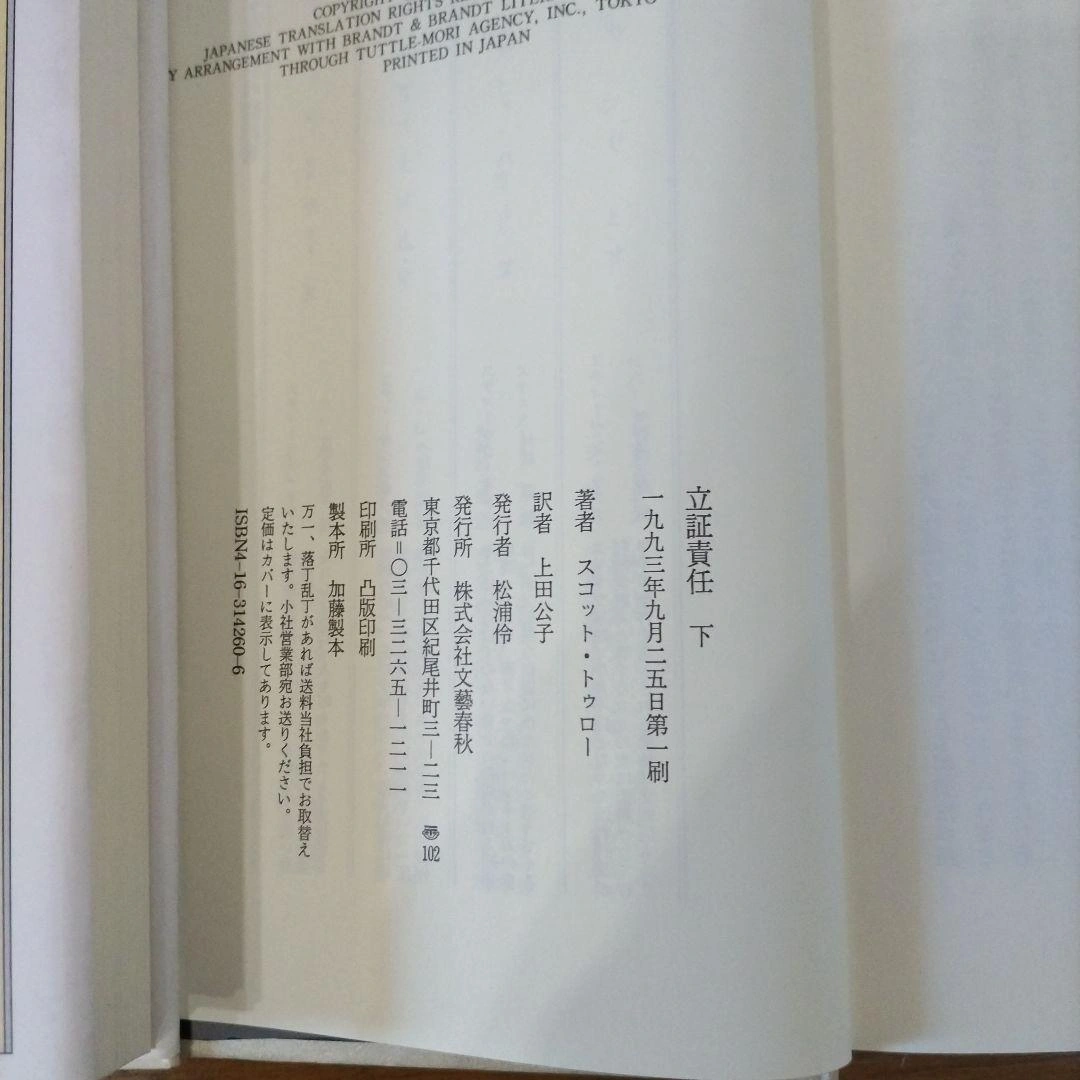 COPYRIGHT
JAPANESE TRANSLATION RIGHTS
Y ARRANGEMENT WITH BRANDT & BRANDT
THROUGH TUTTLE-MORI AGENCY, INC., TOKYO
PRINTED IN JAPAN
立証責任 下
一九九三年九月二五日第一刷
著者 スコット・トゥロー
訳者 上田公子
発行者 松浦伶
発行所 株式会社文藝春秋
東京都千代田区紀尾井町三―二三 〠102
電話＝〇三―三二六五―一二一一
印刷所 凸版印刷
製本所 加藤製本
万一、落丁乱丁があれば送料当社負担でお取替え
いたします。小社営業部宛お送りください。
定価はカバーに表示してあります。
ISBN4-16-314260-6